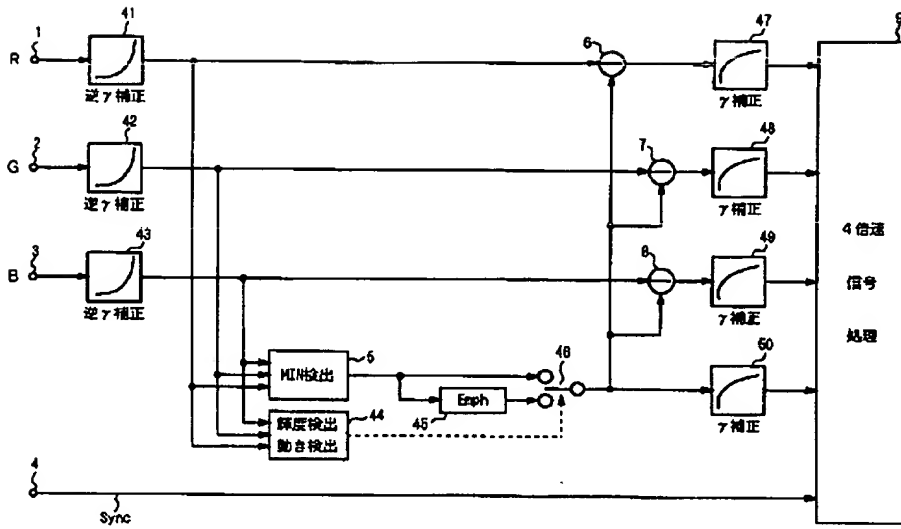 41
47
9
1
6
R
逆γ補正
γ補正
42
48
2
7
G
逆γ補正
γ補正
4倍速
43
49
3
8
B
信号
逆γ補正
γ補正
処理
5
46
50
MIN検出
Emph
44
45
輝度検出
動き検出
γ補正
4
Sync